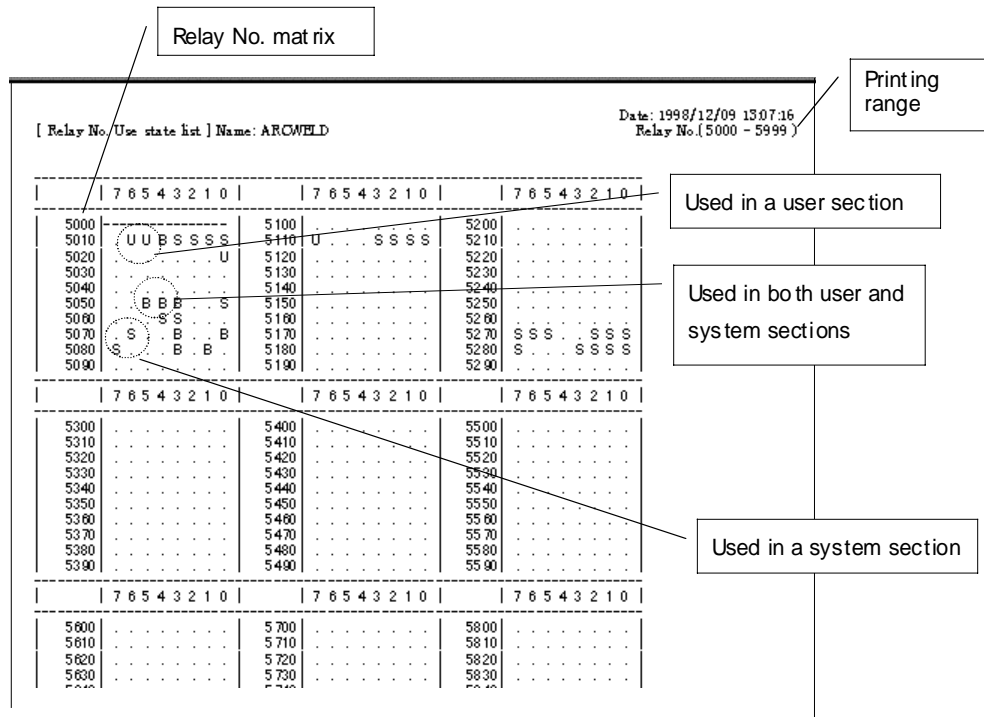 Relay No. matrix
Printing
range
[ Relay No. Use state list ] Name: ARCWELD
Date: 1998/12/09 13:07:16
Relay No.(5000 - 5999 )
| 7 6 5 4 3 2 1 0 | | 7 6 5 4 3 2 1 0 | | 7 6 5 4 3 2 1 0 |
5000 ---------------- 5100 . . . . . . . . 5200 . . . . . . . .
5010 . U U B S S S S 5110 U . . . S S S S 5210 . . . . . . . .
5020 . . . . . . . U 5120 . . . . . . . . 5220 . . . . . . . .
5030 . . . . . . . . 5130 . . . . . . . . 5230 . . . . . . . .
5040 . . . . . . . . 5140 . . . . . . . . 5240 . . . . . . . .
5050 . . B B B . . S 5150 . . . . . . . . 5250 . . . . . . . .
5060 . . . S S . . . 5160 . . . . . . . . 5260 . . . . . . . .
5070 . S . . B . . B 5170 . . . . . . . . 5270 S S S . . S S S
5080 S . . . B . B . 5180 . . . . . . . . 5280 S . . . S S S S
5090 . . . . . . . . 5190 . . . . . . . . 5290 . . . . . . . .
| 7 6 5 4 3 2 1 0 | | 7 6 5 4 3 2 1 0 | | 7 6 5 4 3 2 1 0 |
5300 . . . . . . . . 5400 . . . . . . . . 5500 . . . . . . . .
5310 . . . . . . . . 5410 . . . . . . . . 5510 . . . . . . . .
5320 . . . . . . . . 5420 . . . . . . . . 5520 . . . . . . . .
5330 . . . . . . . . 5430 . . . . . . . . 5530 . . . . . . . .
5340 . . . . . . . . 5440 . . . . . . . . 5540 . . . . . . . .
5350 . . . . . . . . 5450 . . . . . . . . 5550 . . . . . . . .
5360 . . . . . . . . 5460 . . . . . . . . 5560 . . . . . . . .
5370 . . . . . . . . 5470 . . . . . . . . 5570 . . . . . . . .
5380 . . . . . . . . 5480 . . . . . . . . 5580 . . . . . . . .
5390 . . . . . . . . 5490 . . . . . . . . 5590 . . . . . . . .
| 7 6 5 4 3 2 1 0 | | 7 6 5 4 3 2 1 0 | | 7 6 5 4 3 2 1 0 |
5600 . . . . . . . . 5700 . . . . . . . . 5800 . . . . . . . .
5610 . . . . . . . . 5710 . . . . . . . . 5810 . . . . . . . .
5620 . . . . . . . . 5720 . . . . . . . . 5820 . . . . . . . .
5630 . . . . . . . . 5730 . . . . . . . . 5830 . . . . . . . .
Used in a user section
Used in both user and
system sections
Used in a system section